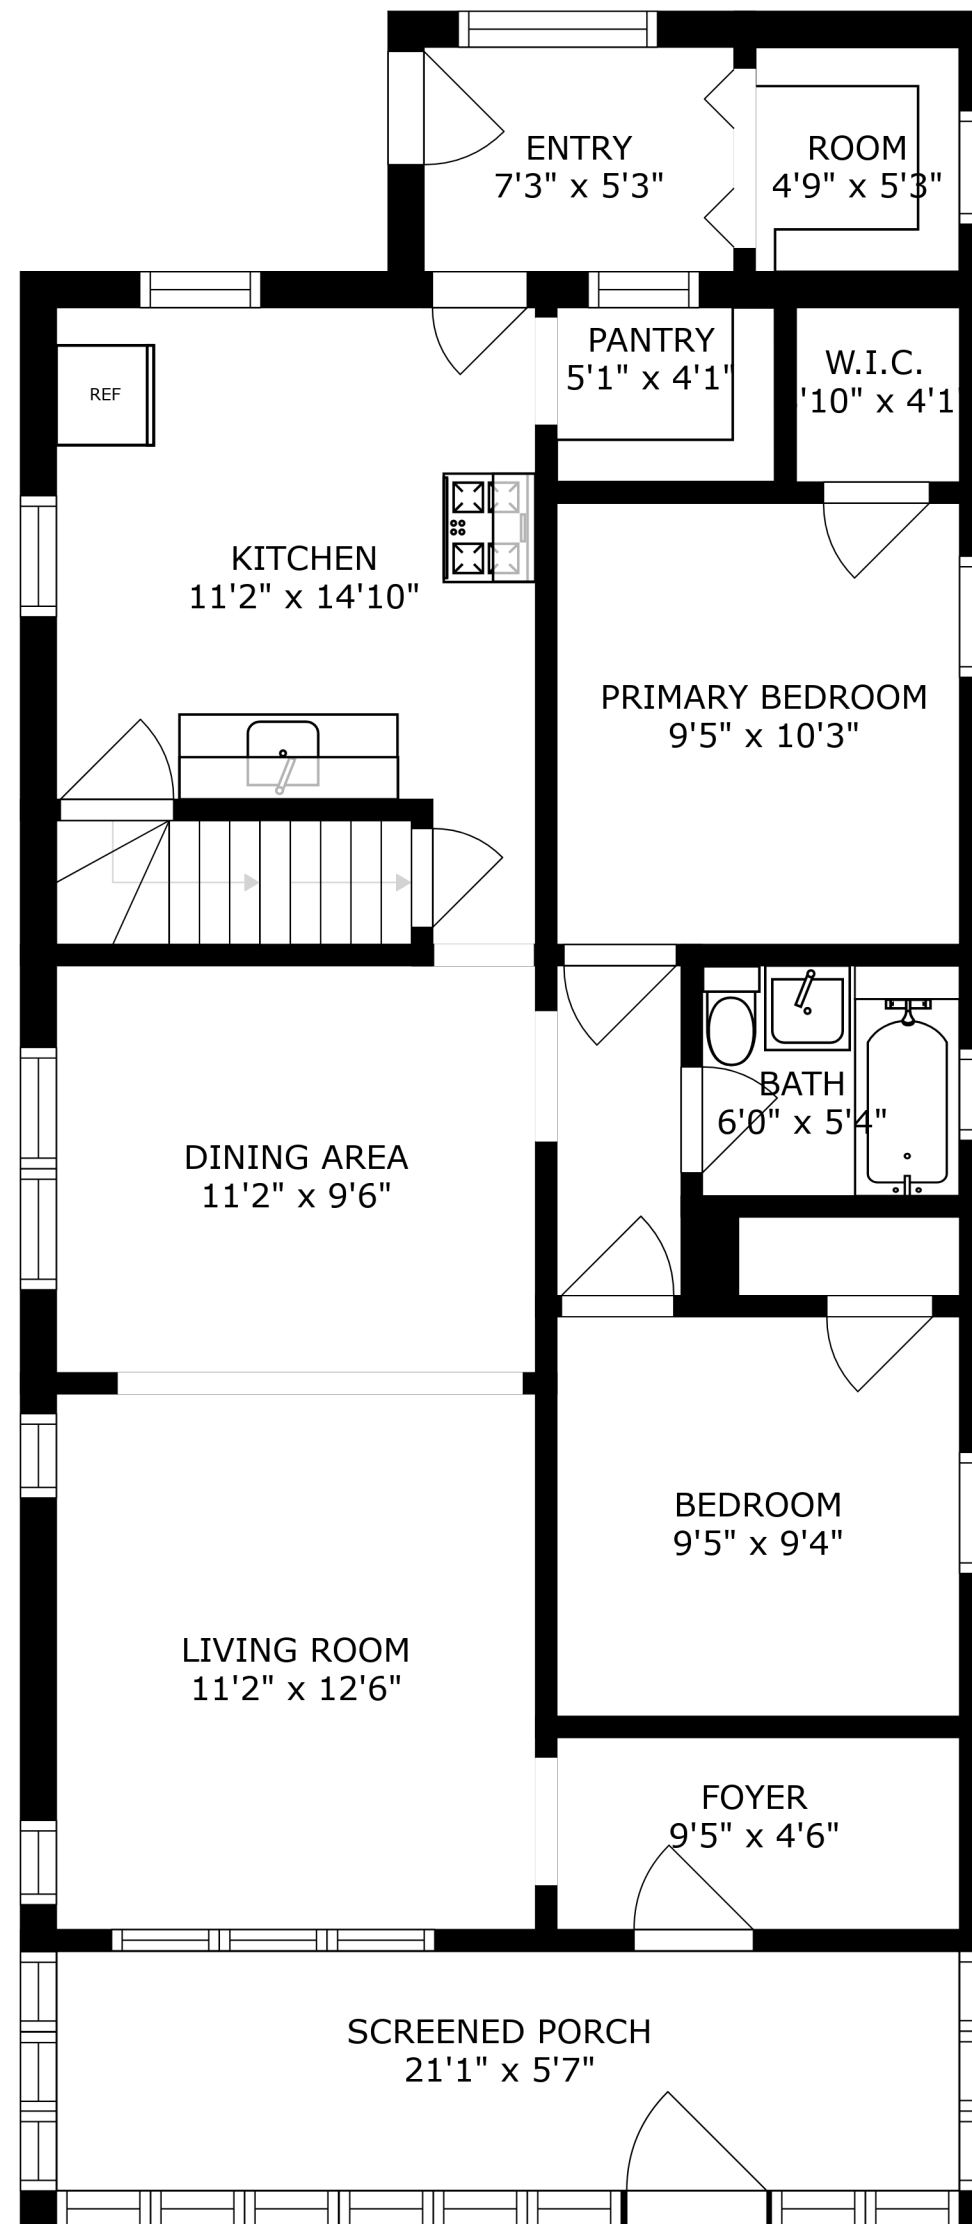 ENTRY
7'3" x 5'3"
ROOM
4'9" x 5'3"
PANTRY
5'1" x 4'1"
W.I.C.
'10" x 4'1
REF
KITCHEN
11'2" x 14'10"
PRIMARY BEDROOM
9'5" x 10'3"
BATH
6'0" x 5'4"
DINING AREA
11'2" x 9'6"
BEDROOM
9'5" x 9'4"
LIVING ROOM
11'2" x 12'6"
FOYER
9'5" x 4'6"
SCREENED PORCH
21'1" x 5'7"